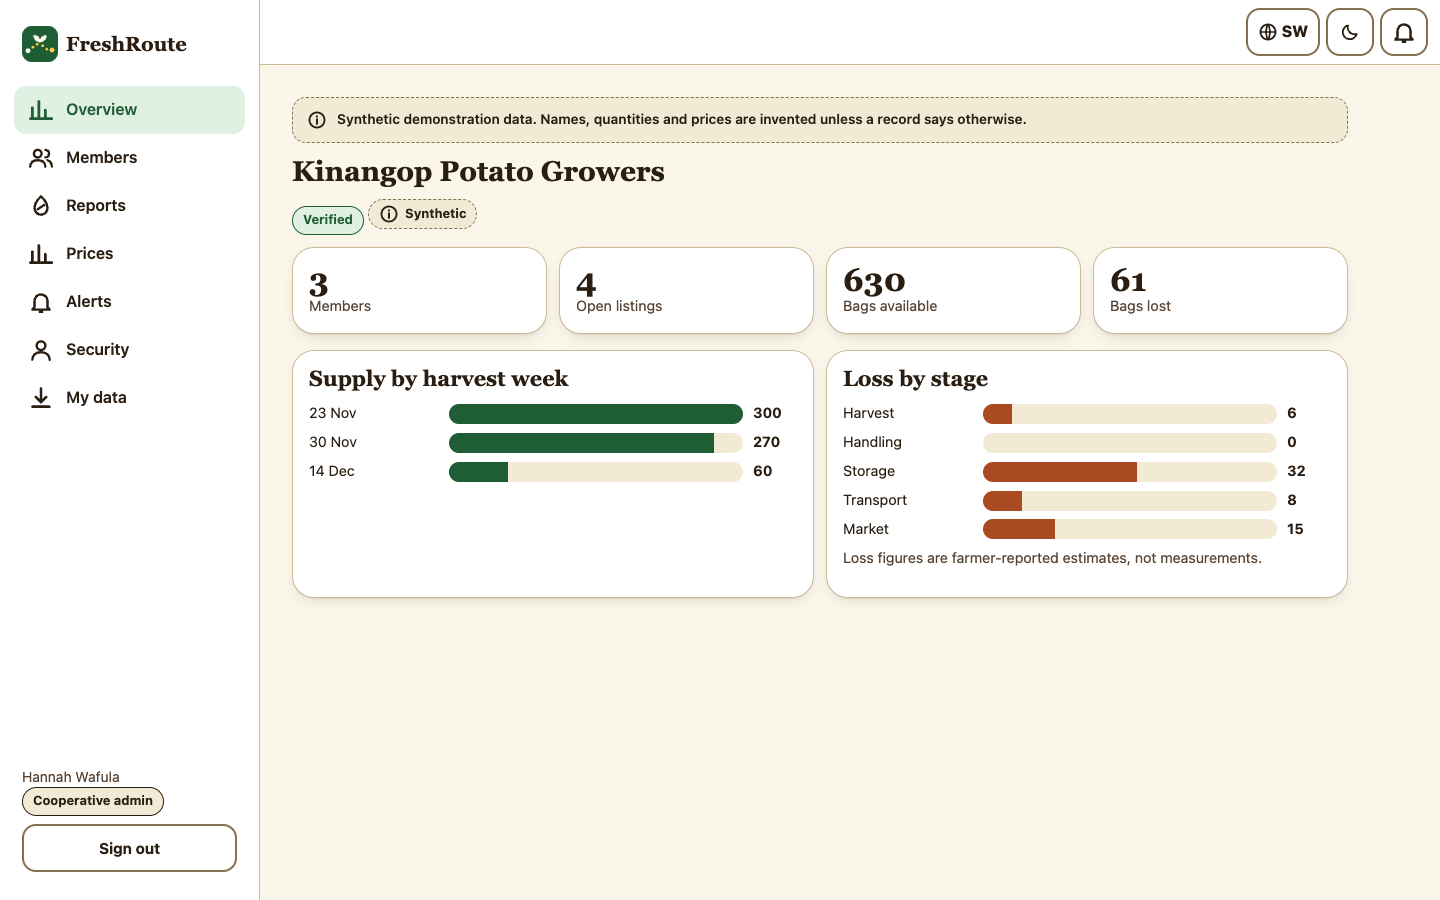 FreshRoute
SW
Overview
Members
Reports
Prices
Alerts
Security
My data
Hannah Wafula
Cooperative admin
Sign out
Synthetic demonstration data. Names, quantities and prices are invented unless a record says otherwise.
Kinangop Potato Growers
Verified
Synthetic
3
Members
4
Open listings
630
Bags available
61
Bags lost
Supply by harvest week
23 Nov 300
30 Nov 270
14 Dec 60
Loss by stage
Harvest 6
Handling 0
Storage 32
Transport 8
Market 15
Loss figures are farmer-reported estimates, not measurements.